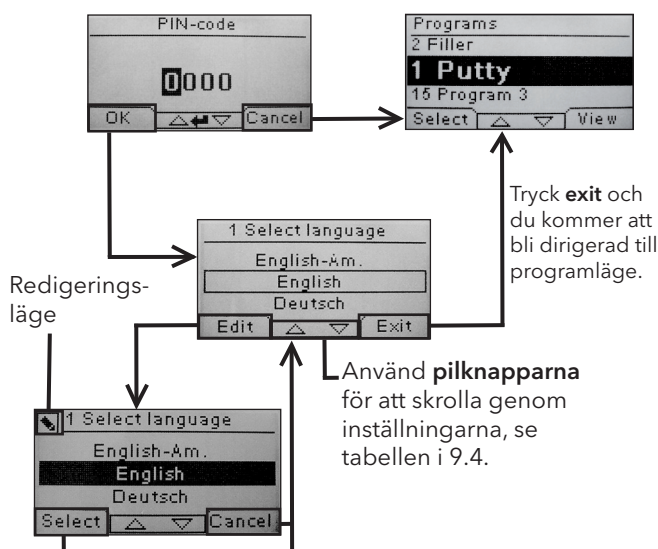 PIN-code
0000
OK
Cancel
Programs
2 Filler
1 Putty
15 Program 3
Select
View
Tryck exit och
du kommer att
bli dirigerad till
programläge.
1 Select language
English-Am.
English
Deutsch
Edit
Exit
Redigerings-
läge
Använd pilknapparna
för att skrolla genom
inställningarna, se
tabellen i 9.4.
1 Select language
English-Am.
English
Deutsch
Select
Cancel